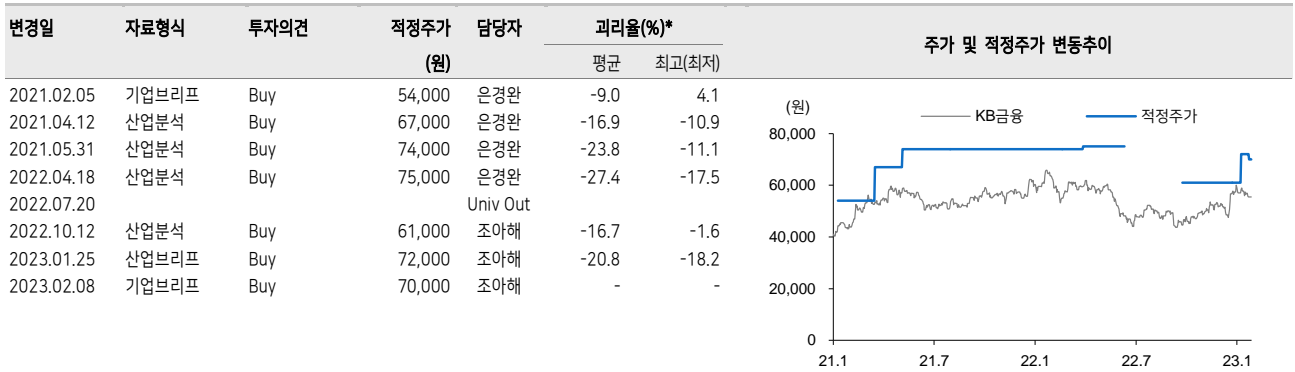 변경일 자료형식 투자의견 적정주가 담당자 괴리율(%)* 주가 및 적정주가 변동추이
(원) 평균 최고(최저)
2021.02.05 기업브리프 Buy 54,000 은경완 -9.0 4.1
2021.04.12 산업분석 Buy 67,000 은경완 -16.9 -10.9
2021.05.31 산업분석 Buy 74,000 은경완 -23.8 -11.1
2022.04.18 산업분석 Buy 75,000 은경완 -27.4 -17.5
2022.07.20 Univ Out
2022.10.12 산업분석 Buy 61,000 조아해 -16.7 -1.6
2023.01.25 산업브리프 Buy 72,000 조아해 -20.8 -18.2
2023.02.08 기업브리프 Buy 70,000 조아해 - -
(원)
KB금융 적정주가
80,000
60,000
40,000
20,000
0
21.1 21.7 22.1 22.7 23.1